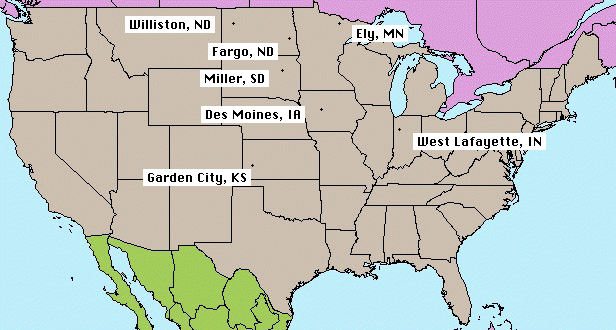 Williston, ND
Ely, MN
Fargo, ND
Miller, SD
Des Moines, IA
West Lafayette, IN
Garden City, KS